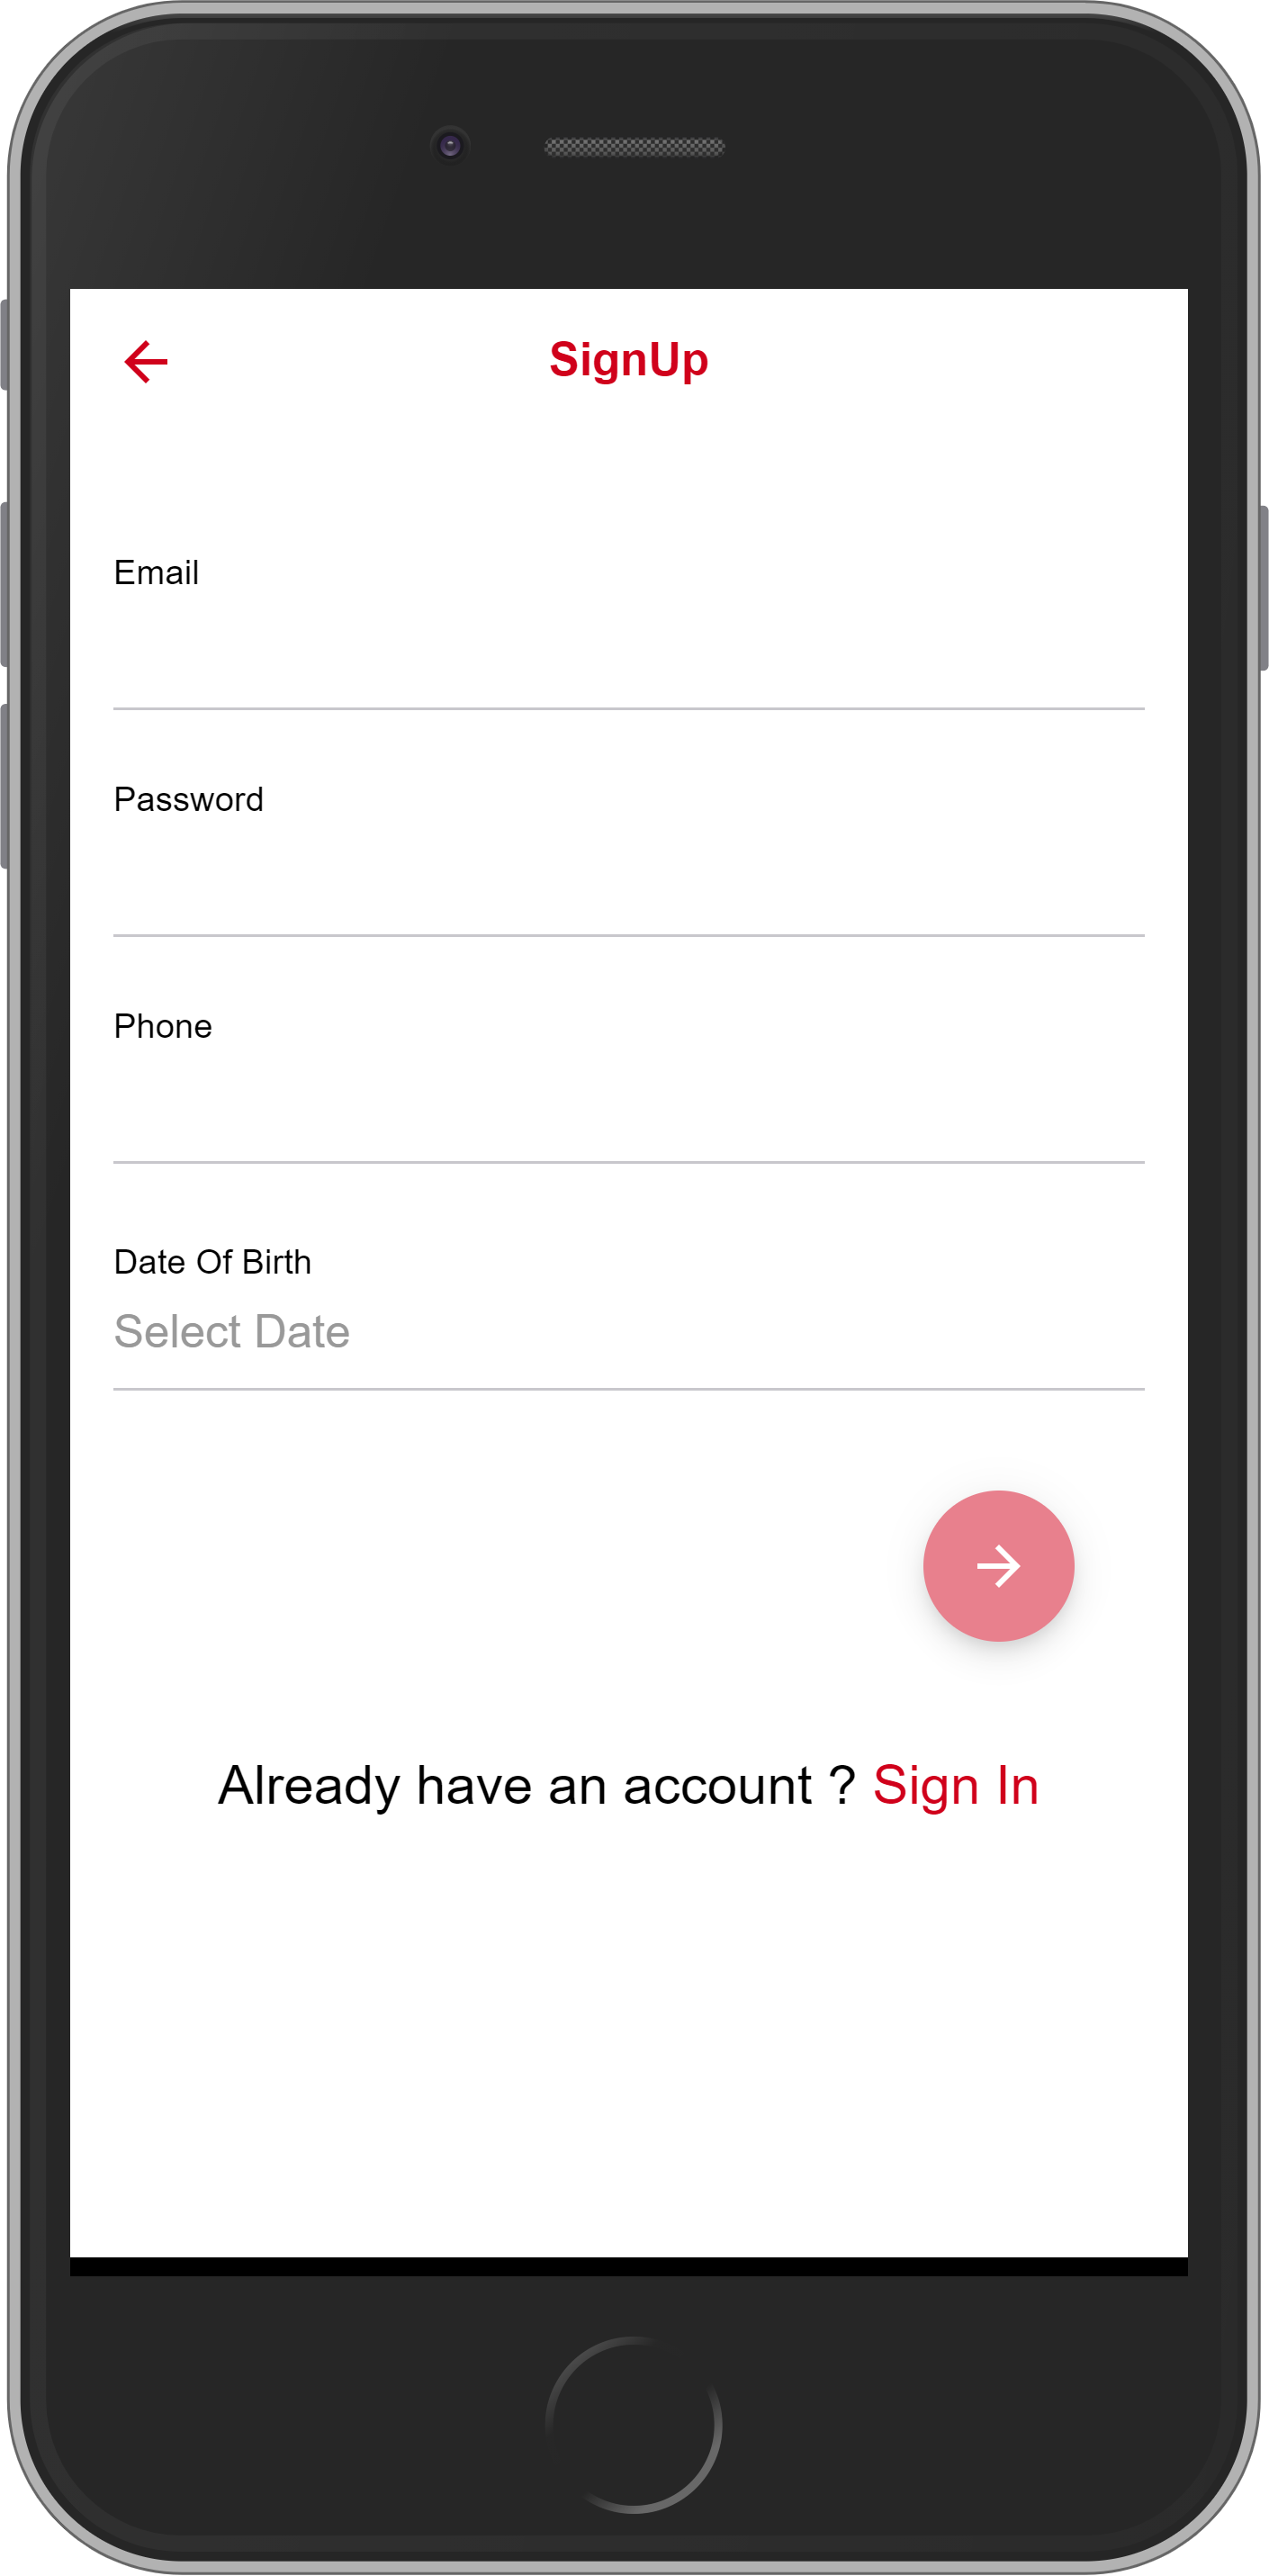 SignUp
Email
Password
Phone
Date Of Birth
Select Date
Already have an account ? Sign In